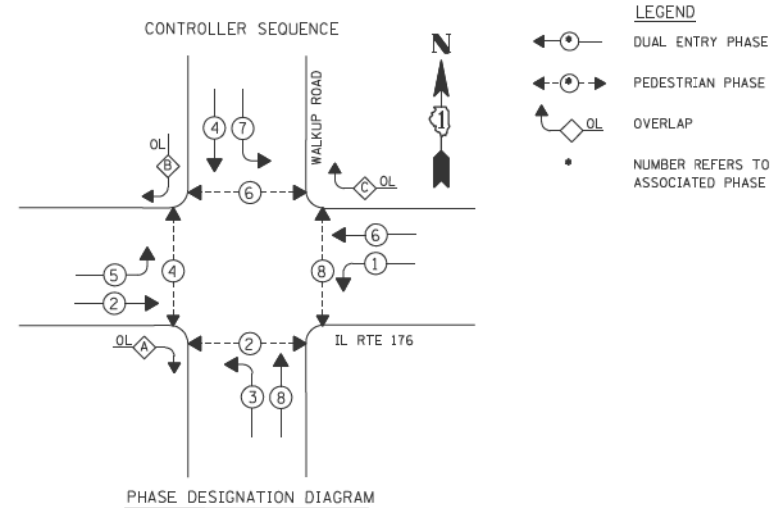 CONTROLLER SEQUENCE
LEGEND
N
1
WALKUP ROAD
* DUAL ENTRY PHASE
* PEDESTRIAN PHASE
OL OVERLAP
* NUMBER REFERS TO
ASSOCIATED PHASE
4 7
OL B
C OL
6
6
5 4 8 1
2
OL A
2
IL RTE 176
3 8
PHASE DESIGNATION DIAGRAM